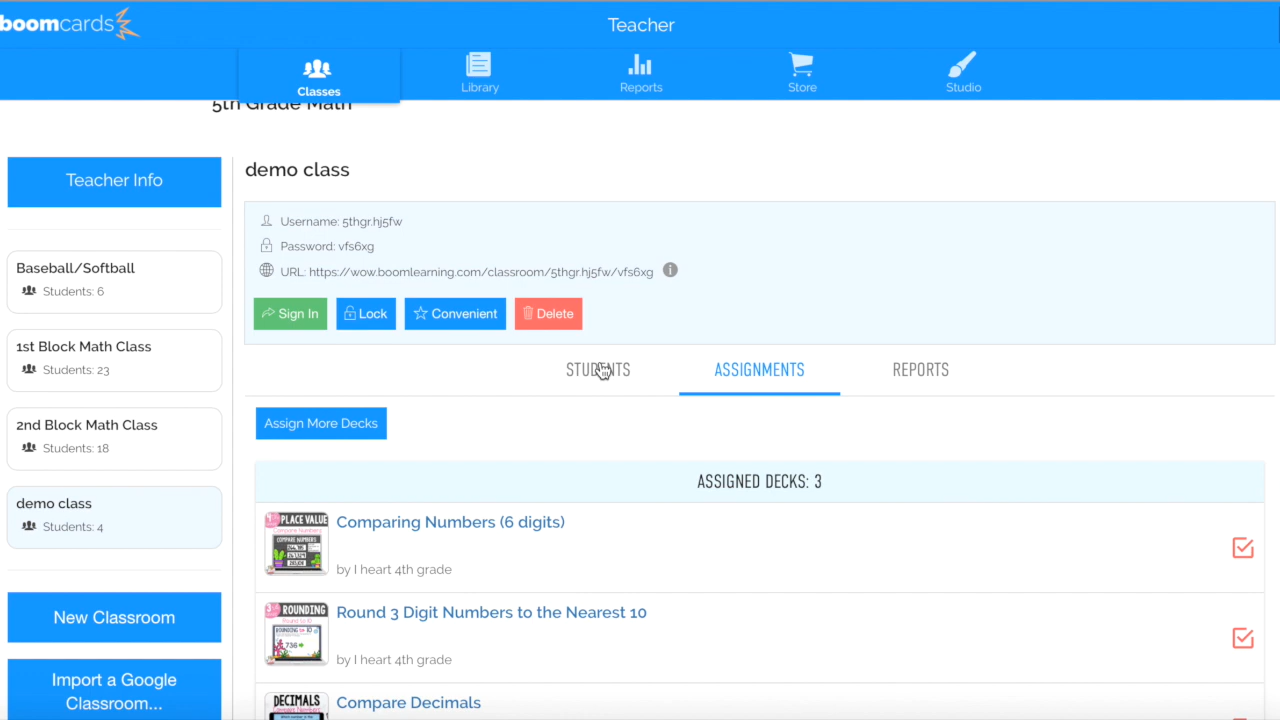 boomcards
Teacher
Classes
Library
Reports
Store
Studio
5th Grade Math
Teacher Info
Baseball/Softball
Students: 6
1st Block Math Class
Students: 23
2nd Block Math Class
Students: 18
demo class
Students: 4
New Classroom
Import a Google
Classroom...
demo class
Username: 5thgr.hj5fw
Password: vfs6xg
URL: https://wow.boomlearning.com/classroom/5thgr.hj5fw/vfs6xg
Sign In
Lock
Convenient
Delete
STUDENTS
ASSIGNMENTS
REPORTS
Assign More Decks
ASSIGNED DECKS: 3
PLACE VALUE
COMPARE NUMBERS
Comparing Numbers (6 digits)
by I heart 4th grade
ROUNDING
736
Round 3 Digit Numbers to the Nearest 10
by I heart 4th grade
DECIMALS
Compare Decimals